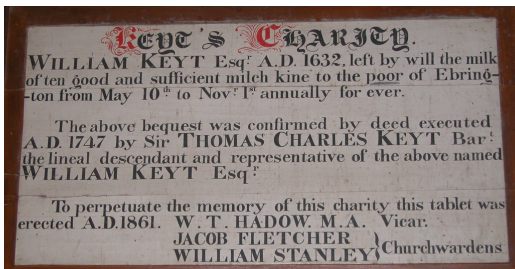 KEYT'S CHARITY.
WILLIAM KEYT Esqr. A.D. 1632, left by will the milk
of ten good and sufficient milch kine to the poor of Ebring-
-ton from May 10th to Novr. 1st annually for ever.
The above bequest was confirmed by deed executed
A.D. 1747 by Sir THOMAS CHARLES KEYT Bart.
the lineal descendant and representative of the above named
WILLIAM KEYT Esqr.
To perpetuate the memory of this charity this tablet was
erected A.D. 1861. W. T. HADOW. M.A. Vicar.
JACOB FLETCHER
WILLIAM STANLEY } Churchwardens